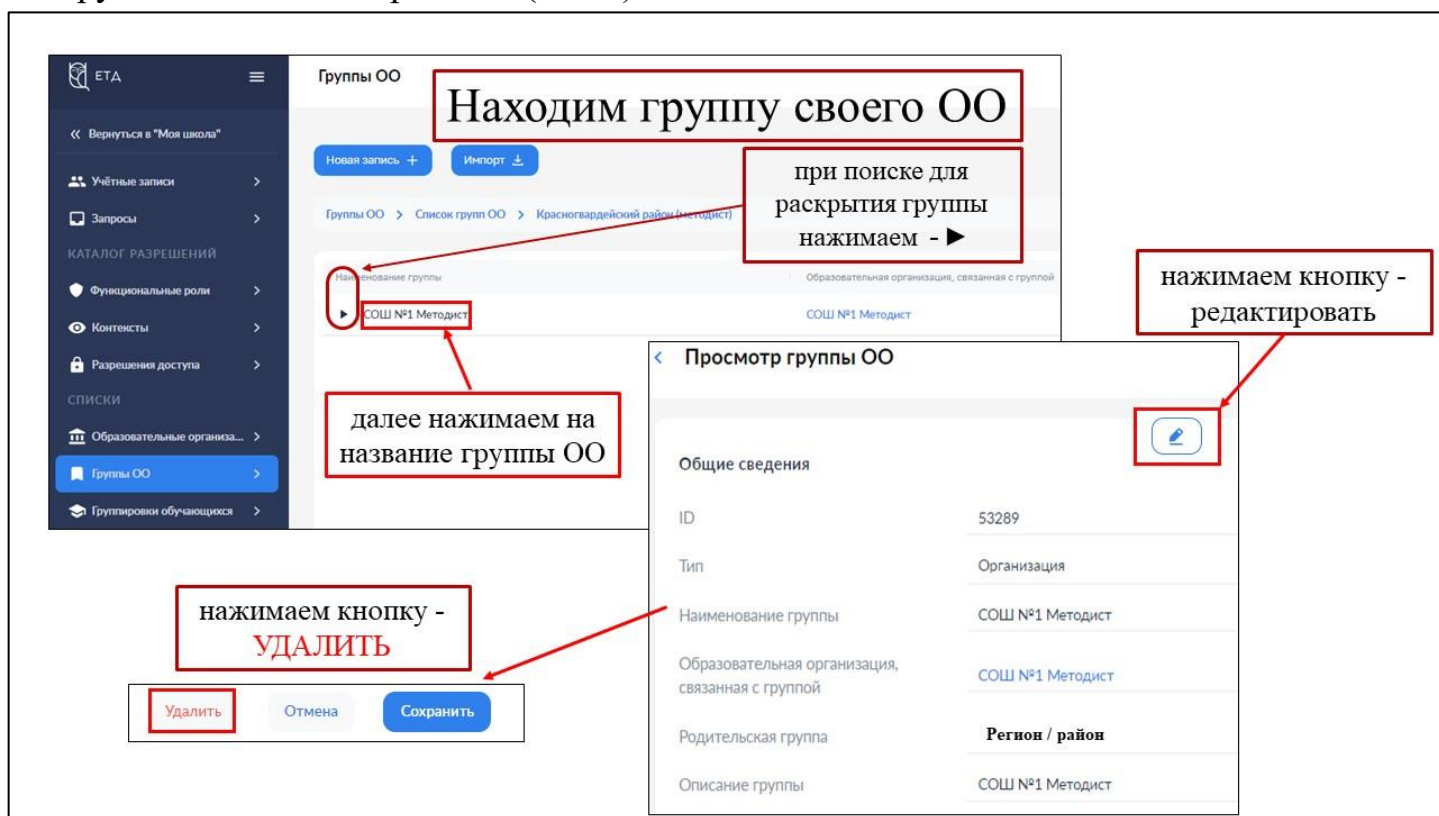 ЕТД
Группы ОО
Находим группу своего ОО
« Вернуться в "Моя школа"
Новая запись +
Импорт
при поиске для
раскрытия группы
нажимаем - ►
Учётные записи
Запросы
Группы ОО > Список групп ОО > Красногвардейский район (методист)
КАТАЛОГ РАЗРЕШЕНИЙ
Функциональные роли
Контексты
Разрешения доступа
СПИСКИ
Образовательные организа...
Группы ОО
Группировки обучающихся
Наименование группы
Образовательная организация, связанная с группой
СОШ №1 Методист
СОШ №1 Методист
нажимаем кнопку -
редактировать
далее нажимаем на
название группы ОО
Просмотр группы ОО
Общие сведения
ID
53289
Тип
Организация
Наименование группы
СОШ №1 Методист
Образовательная организация,
связанная с группой
СОШ №1 Методист
Родительская группа
Регион / район
Описание группы
СОШ №1 Методист
нажимаем кнопку -
УДАЛИТЬ
Удалить
Отмена
Сохранить